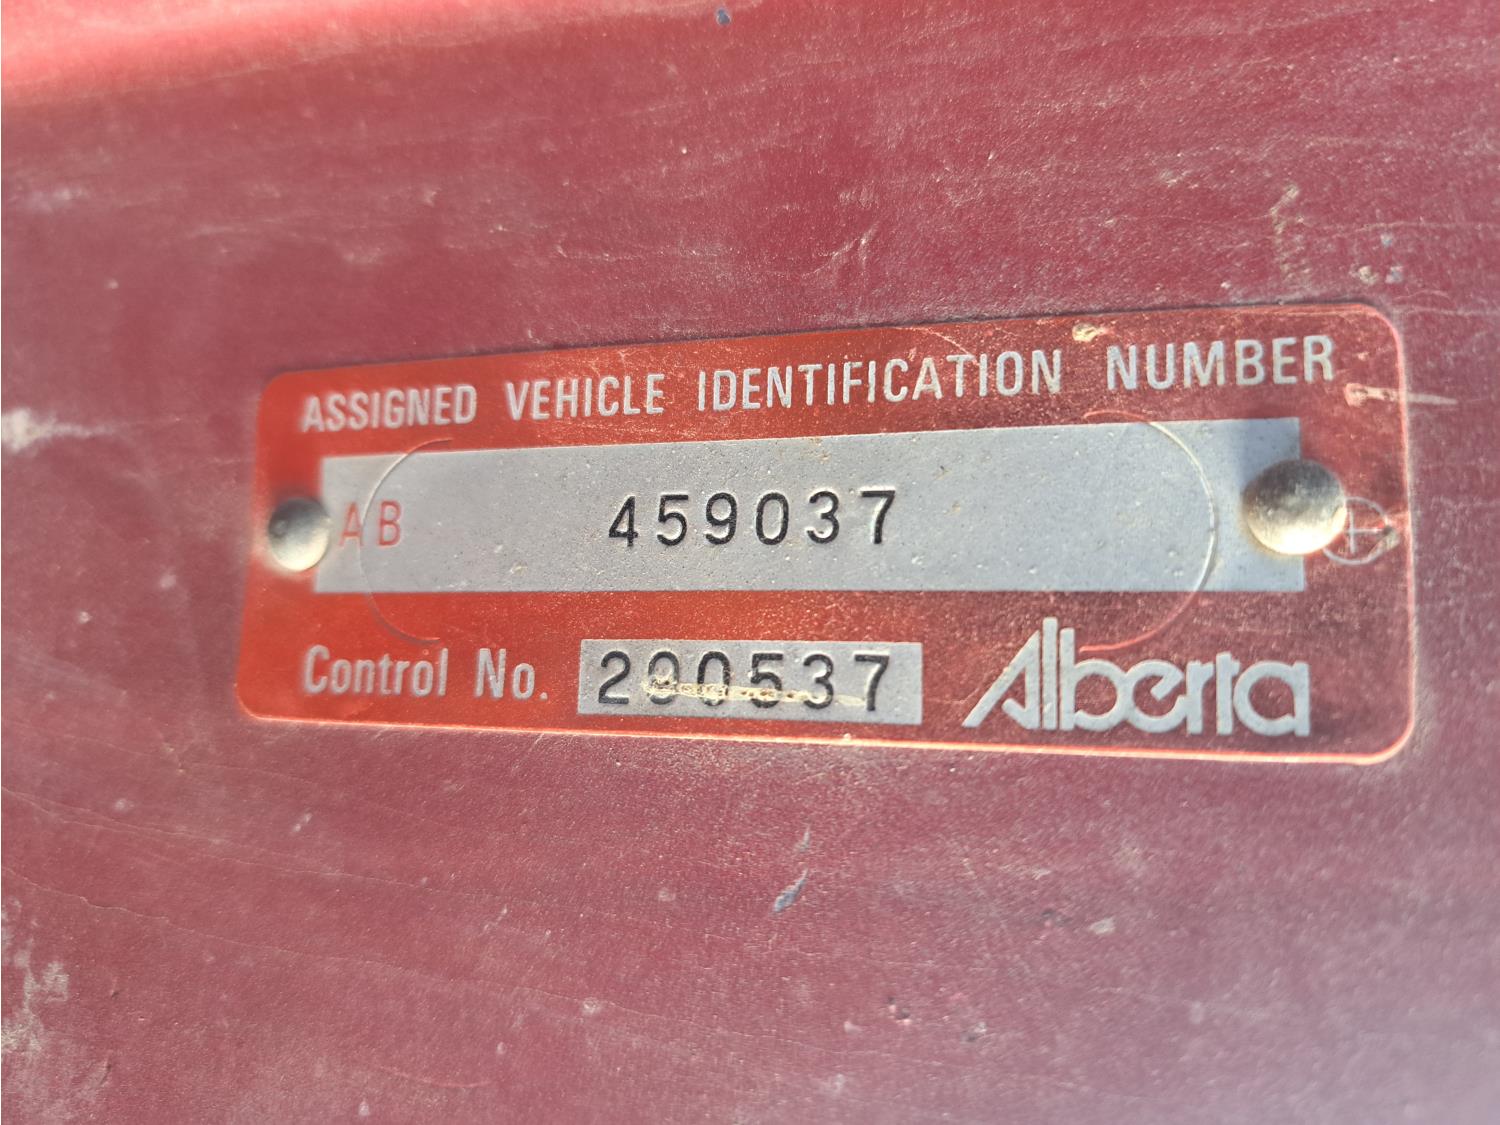 ASSIGNED VEHICLE IDENTIFICATION NUMBER
AB 459037
Control No. 290537 Alberta